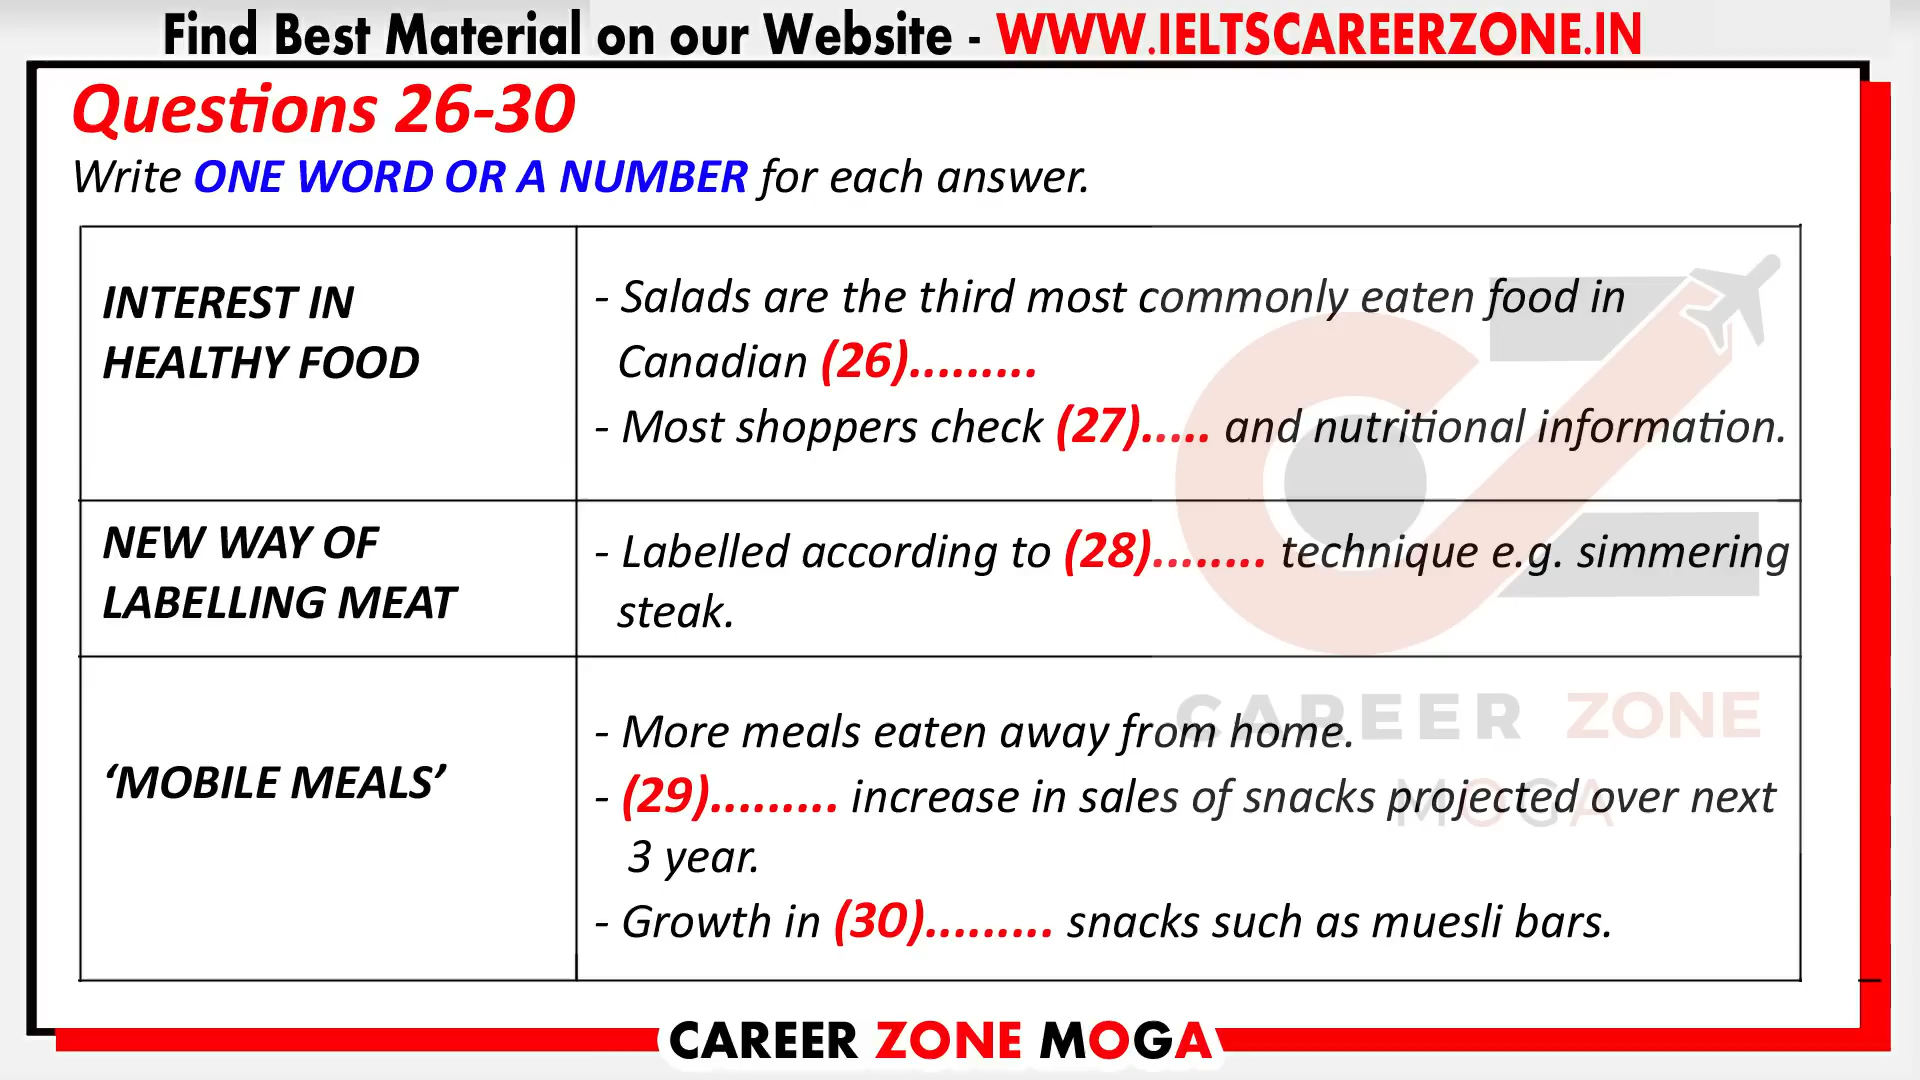 Find Best Material on our Website - WWW.IELTSCAREERZONE.IN
Questions 26-30
Write ONE WORD OR A NUMBER for each answer.
INTEREST IN
HEALTHY FOOD
- Salads are the third most commonly eaten food in
Canadian (26).........
- Most shoppers check (27)..... and nutritional information.
NEW WAY OF
LABELLING MEAT
- Labelled according to (28)........ technique e.g. simmering
steak.
‘MOBILE MEALS’
- More meals eaten away from home.
- (29)......... increase in sales of snacks projected over next
3 year.
- Growth in (30)......... snacks such as muesli bars.
CAREER ZONE
MOGA
CAREER ZONE MOGA